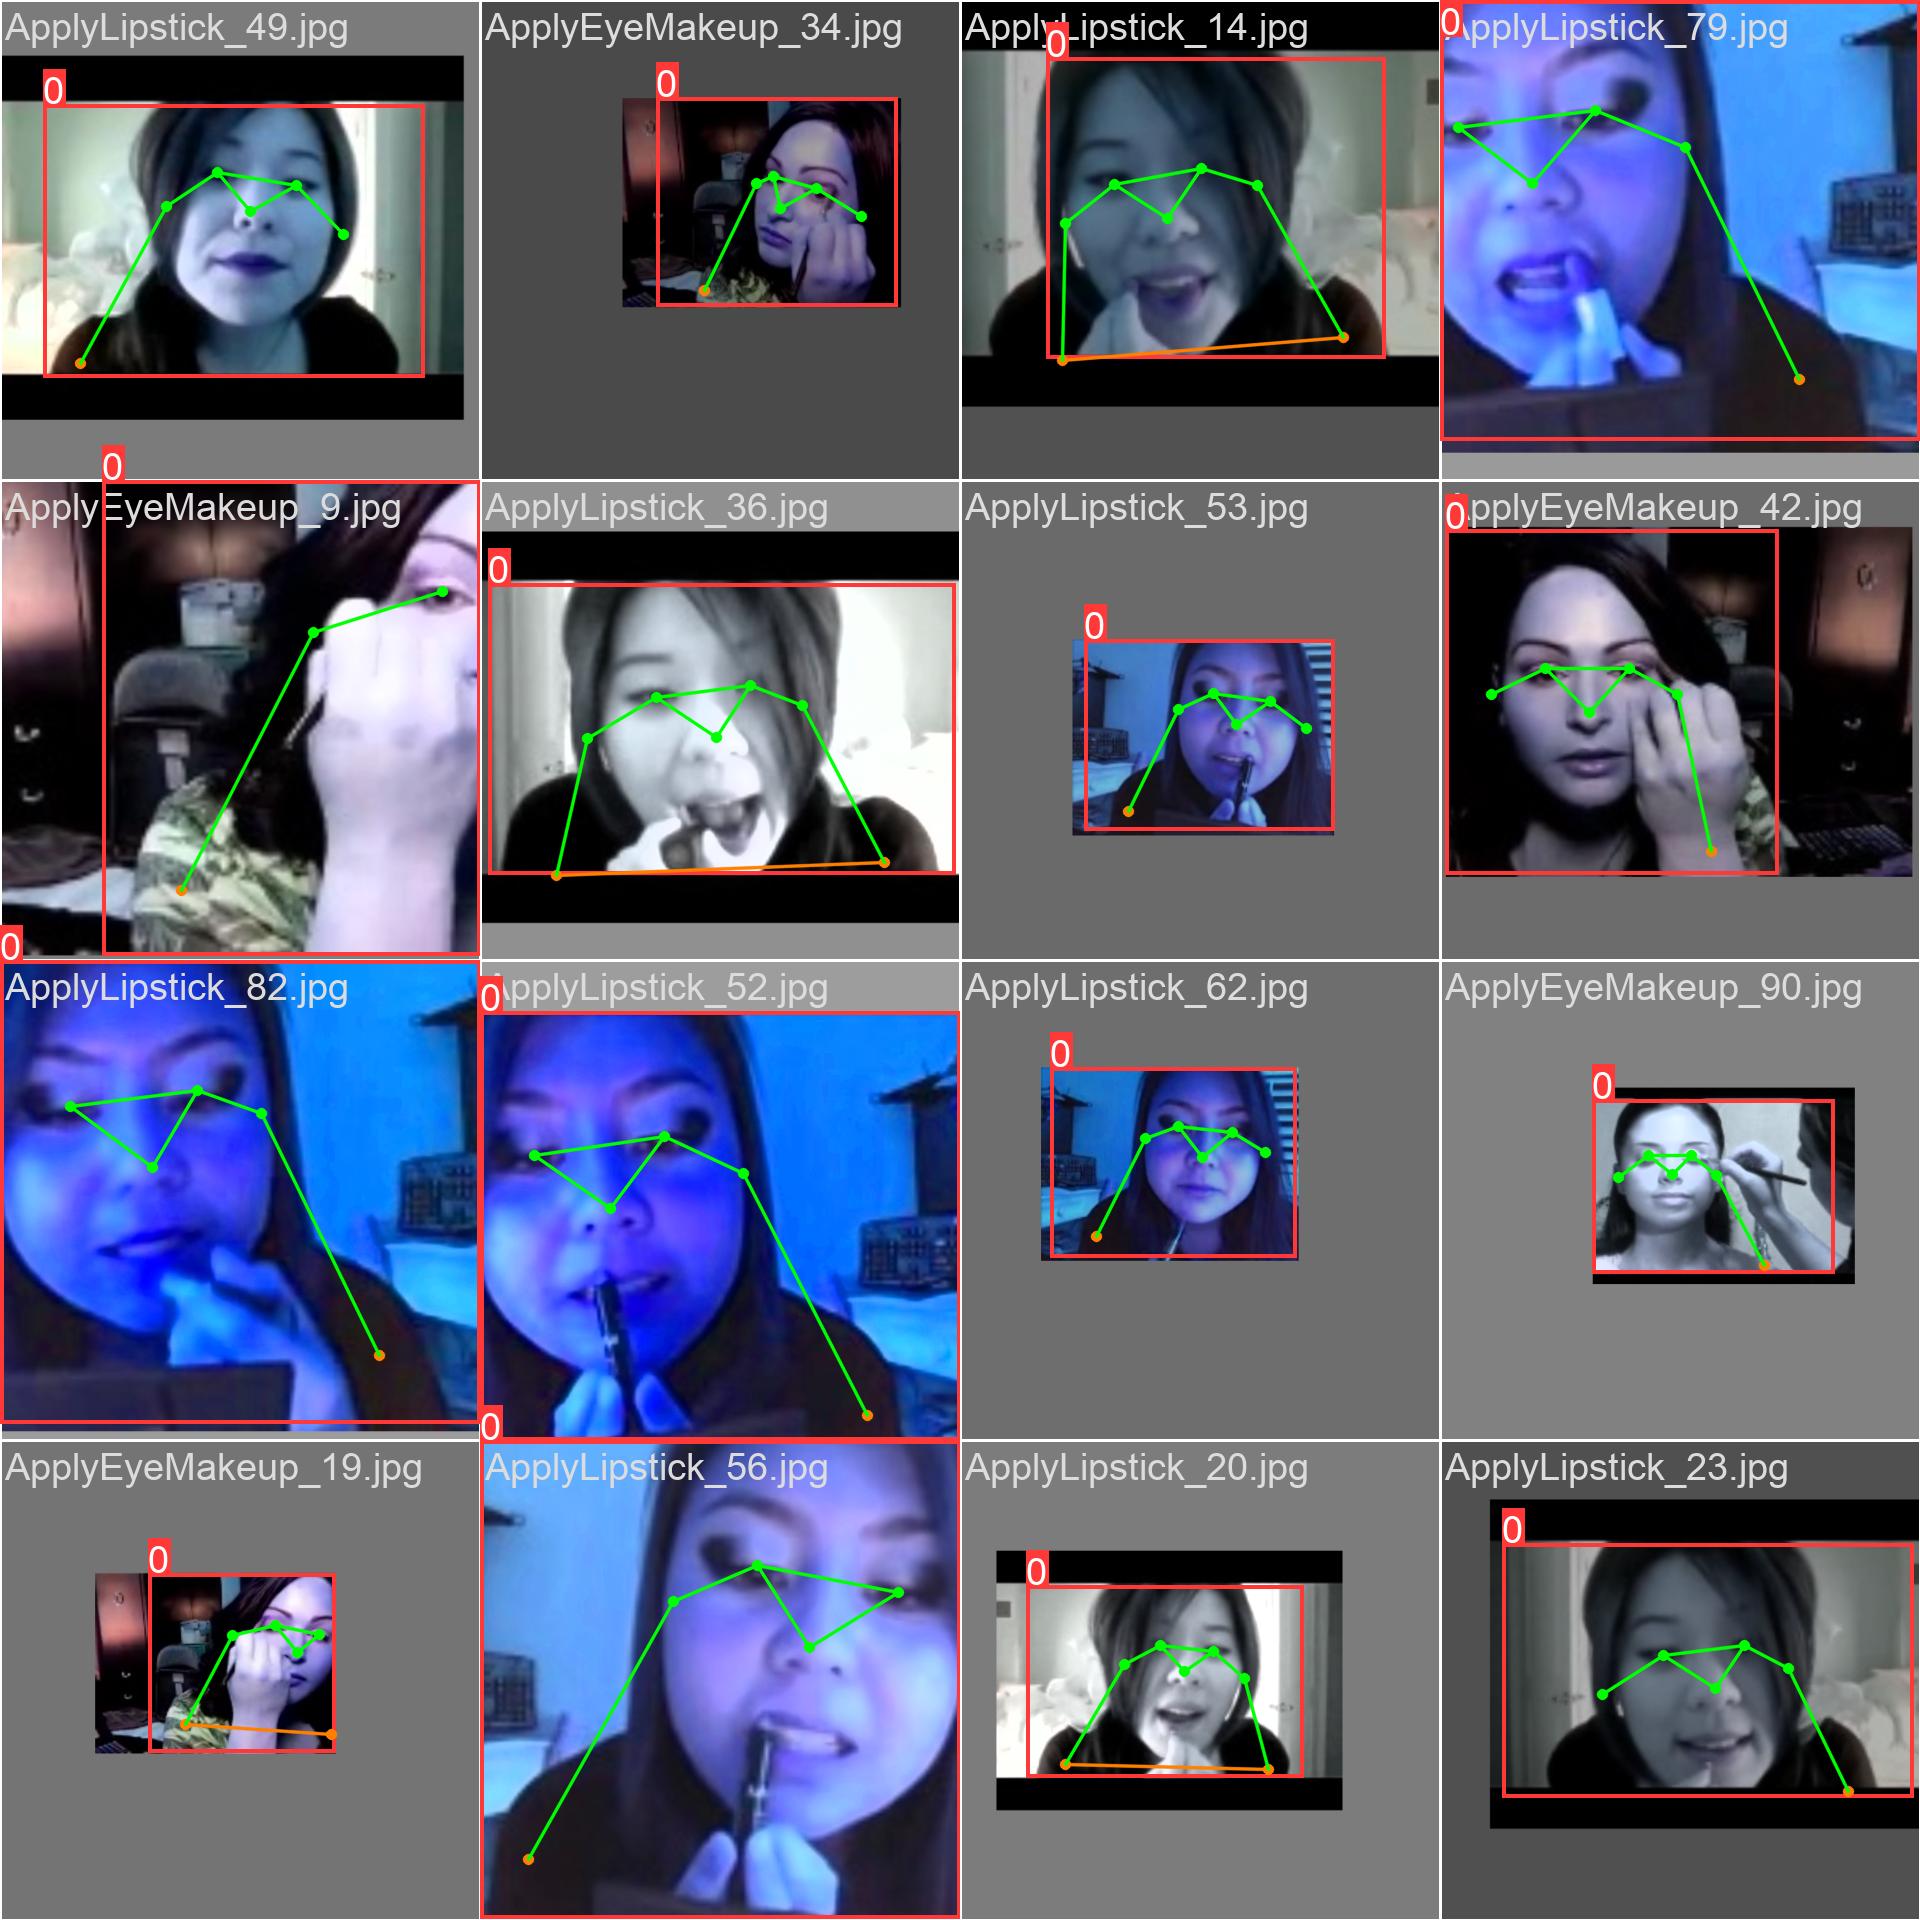 ApplyLipstick_49.jpg
0
ApplyEyeMakeup_34.jpg
0
ApplyLipstick_14.jpg
0
ApplyLipstick_79.jpg
0
ApplyEyeMakeup_9.jpg
0
ApplyLipstick_36.jpg
0
ApplyLipstick_53.jpg
0
ApplyEyeMakeup_42.jpg
0
ApplyLipstick_82.jpg
0
ApplyLipstick_52.jpg
0
ApplyLipstick_62.jpg
0
ApplyEyeMakeup_90.jpg
0
ApplyEyeMakeup_19.jpg
0
ApplyLipstick_56.jpg
0
ApplyLipstick_20.jpg
0
ApplyLipstick_23.jpg
0